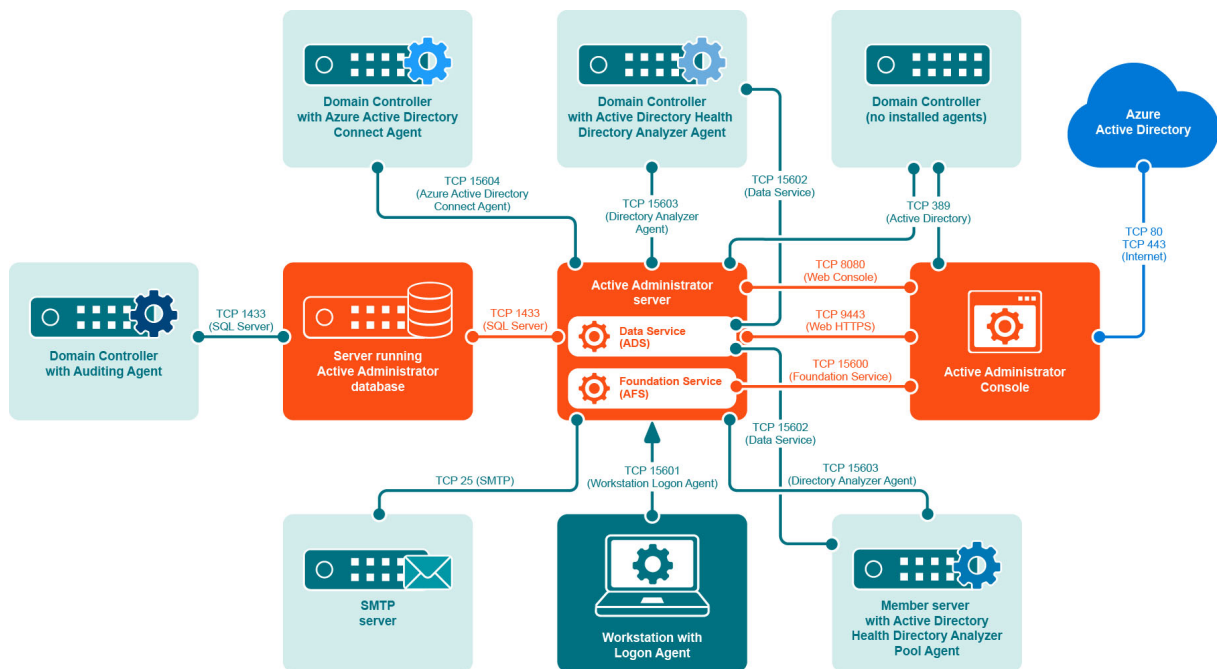 Domain Controller
with Azure Active Directory
Connect Agent
Domain Controller
with Active Directory Health
Directory Analyzer Agent
Domain Controller
(no installed agents)
Azure
Active Directory
TCP 15604
(Azure Active Directory
Connect Agent)
TCP 15603
(Directory Analyzer
Agent)
TCP 15602
(Data Service)
TCP 389
(Active Directory)
TCP 80
TCP 443
(Internet)
Domain Controller
with Auditing Agent
TCP 1433
(SQL Server)
Server running
Active Administrator
database
TCP 1433
(SQL Server)
Active Administrator
server
Data Service
(ADS)
Foundation Service
(AFS)
TCP 8080
(Web Console)
TCP 9443
(Web HTTPS)
TCP 15600
(Foundation Service)
Active Administrator
Console
TCP 15602
(Data Service)
TCP 25 (SMTP)
TCP 15601
(Workstation Logon Agent)
TCP 15603
(Directory Analyzer Agent)
SMTP
server
Workstation with
Logon Agent
Member server
with Active Directory
Health Directory Analyzer
Pool Agent